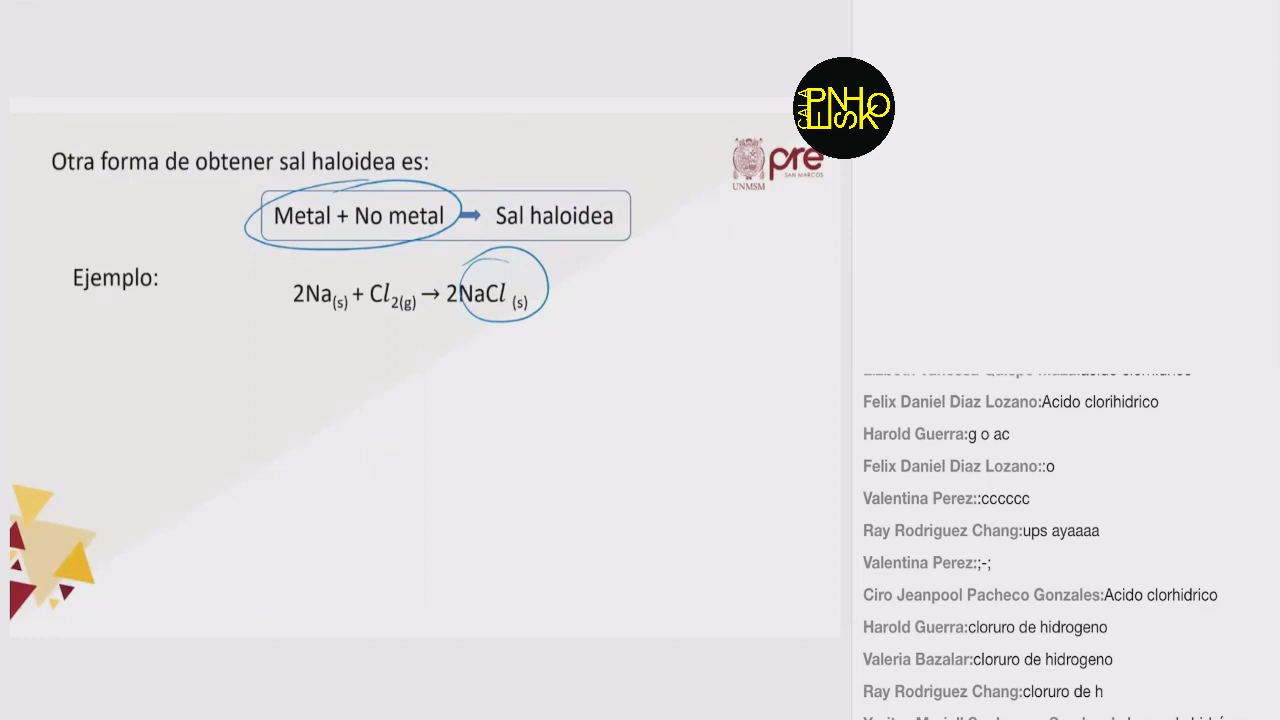 CALA
PENHOESK
Otra forma de obtener sal haloidea es:
pre
SAN MARCOS
UNMSM
Metal + No metal ➡ Sal haloidea
Ejemplo:
2Na(s) + Cl2(g) → 2NaCl (s)
Felix Daniel Diaz Lozano:Acido clorihidrico
Harold Guerra:g o ac
Felix Daniel Diaz Lozano::o
Valentina Perez::cccccc
Ray Rodriguez Chang:ups ayaaaa
Valentina Perez:;-;
Ciro Jeanpool Pacheco Gonzales:Acido clorhidrico
Harold Guerra:cloruro de hidrogeno
Valeria Bazalar:cloruro de hidrogeno
Ray Rodriguez Chang:cloruro de h